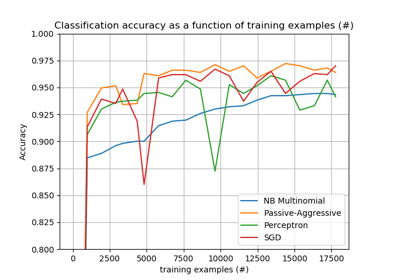 Classification accuracy as a function of training examples (#)
1.000
0.975
0.950
0.925
0.900
0.875
0.850
0.825
0.800
Accuracy
NB Multinomial
Passive-Aggressive
Perceptron
SGD
0 2500 5000 7500 10000 12500 15000 17500
training examples (#)